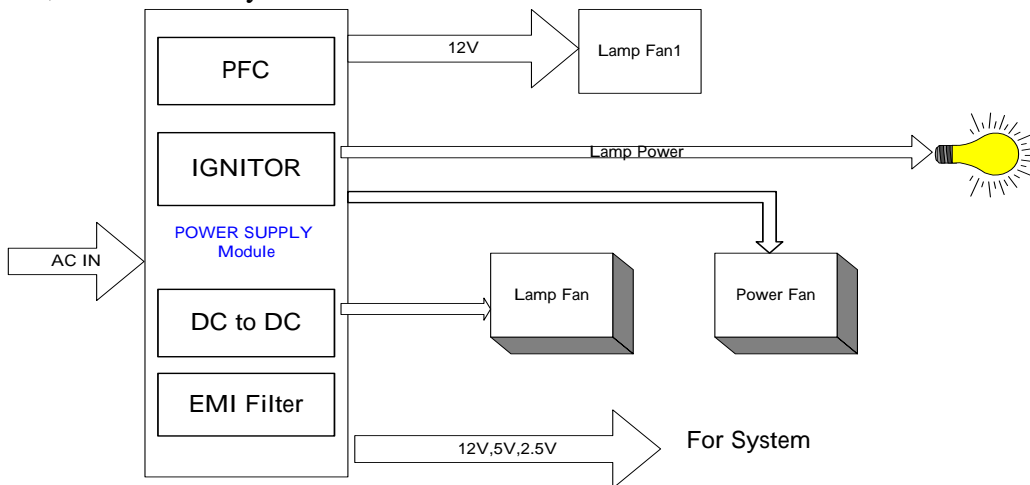 PFC
12V
Lamp Fan1
IGNITOR
Lamp Power
POWER SUPPLY
Module
AC IN
DC to DC
Lamp Fan
Power Fan
EMI Filter
12V,5V,2.5V
For System